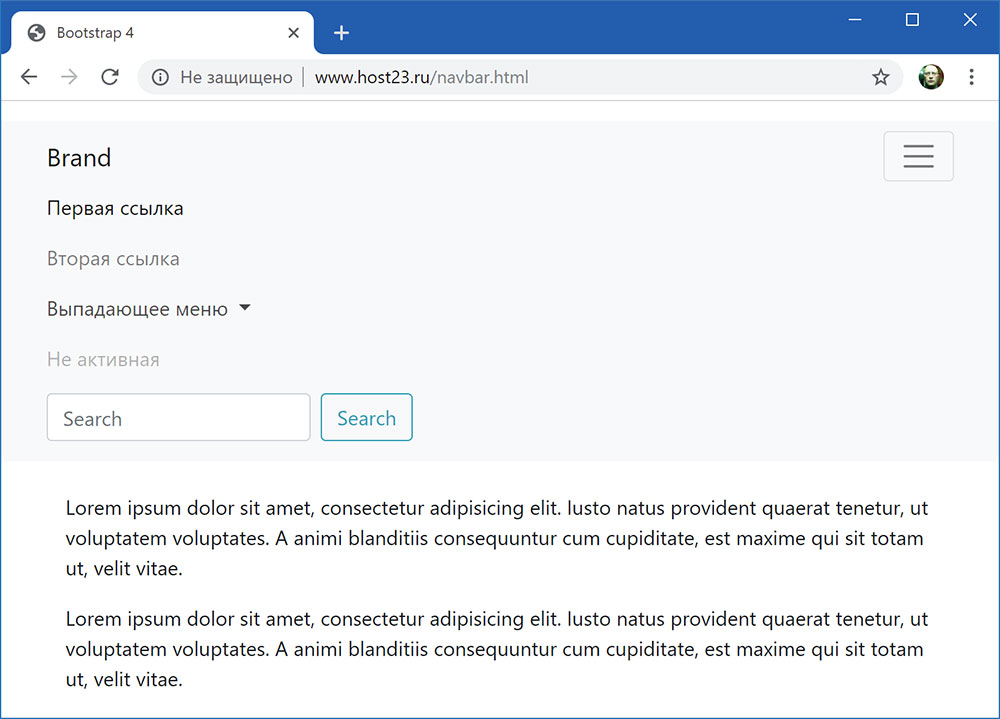 Bootstrap 4
Не защищено www.host23.ru/navbar.html
Brand
Первая ссылка
Вторая ссылка
Выпадающее меню
Не активная
Search Search
Lorem ipsum dolor sit amet, consectetur adipisicing elit. Iusto natus provident quaerat tenetur, ut
voluptatem voluptates. A animi blanditiis consequuntur cum cupiditate, est maxime qui sit totam
ut, velit vitae.
Lorem ipsum dolor sit amet, consectetur adipisicing elit. Iusto natus provident quaerat tenetur, ut
voluptatem voluptates. A animi blanditiis consequuntur cum cupiditate, est maxime qui sit totam
ut, velit vitae.